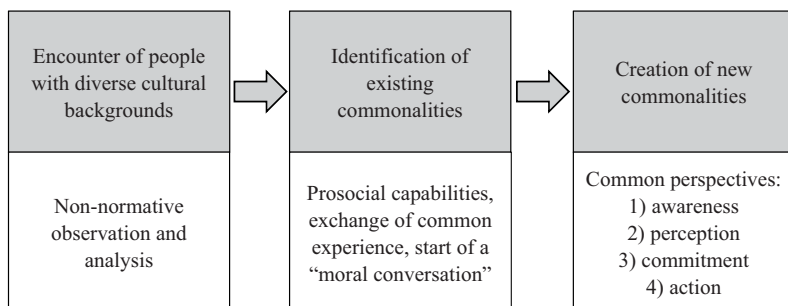 Encounter of people
with diverse cultural
backgrounds
Non-normative
observation and
analysis
Identification of
existing
commonalities
Prosocial capabilities,
exchange of common
experience, start of a
“moral conversation”
Creation of new
commonalities
Common perspectives:
1) awareness
2) perception
3) commitment
4) action